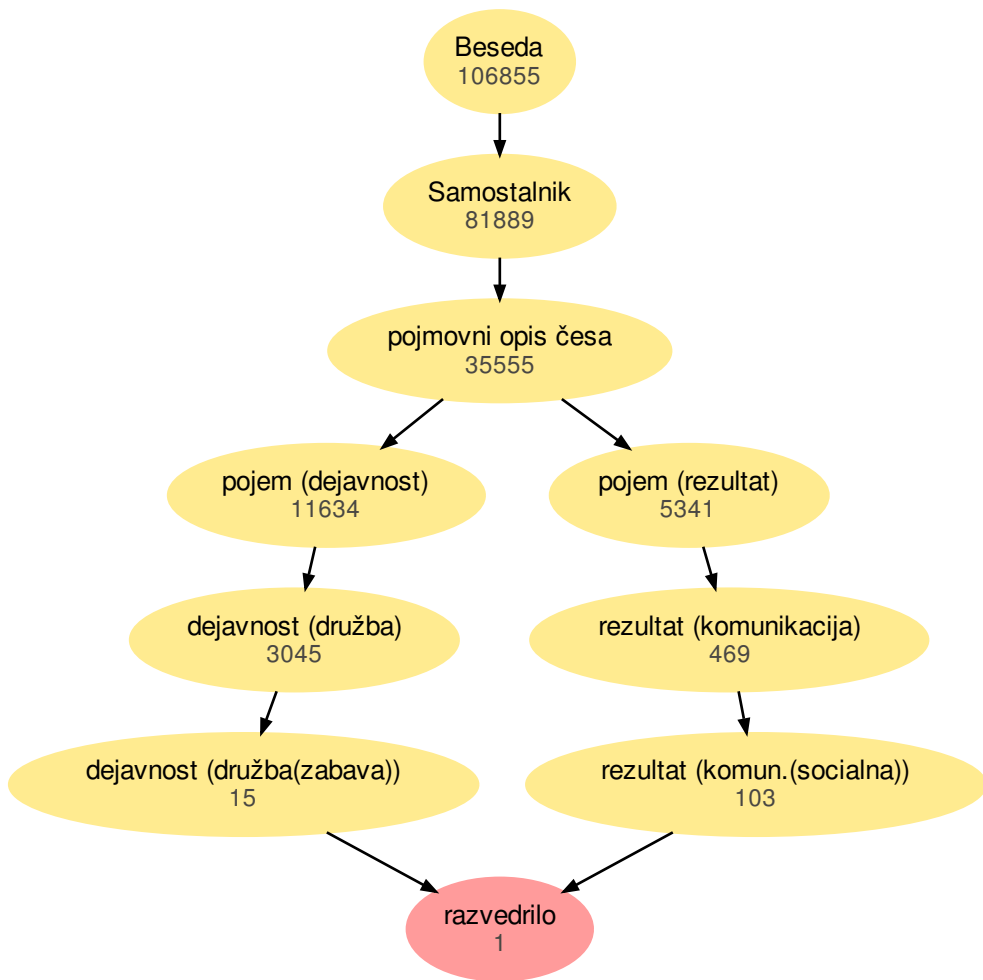 Beseda
106855
Samostalnik
81889
pojmovni opis česa
35555
pojem (dejavnost)
11634
pojem (rezultat)
5341
dejavnost (družba)
3045
rezultat (komunikacija)
469
dejavnost (družba(zabava))
15
rezultat (komun.(socialna))
103
razvedrilo
1